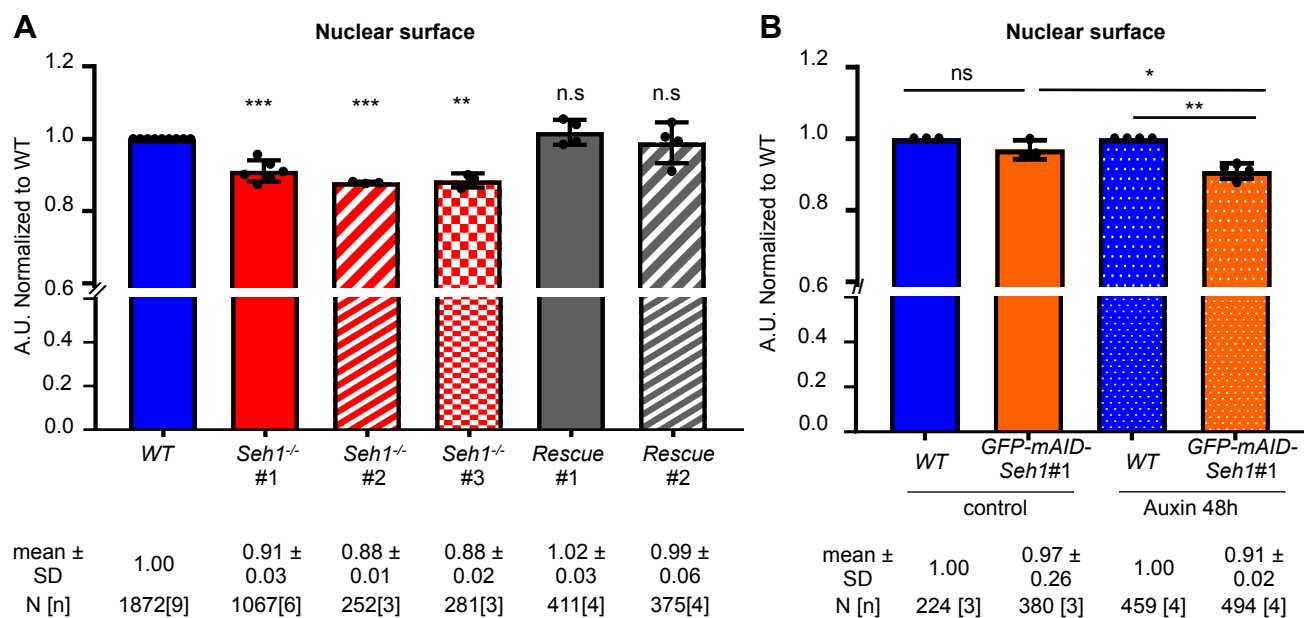 A
Nuclear surface
A.U. Normalized to WT
1.2
1.0
0.8
0.6
0.4
0.2
0.0
*** *** ** n.s n.s
WT Seh1-/- Seh1-/- Seh1-/- Rescue Rescue
#1 #2 #3 #1 #2
mean ± 0.91 ± 0.88 ± 0.88 ± 1.02 ± 0.99 ±
SD 1.00 0.03 0.01 0.02 0.03 0.06
N [n] 1872[9] 1067[6] 252[3] 281[3] 411[4] 375[4]
B
Nuclear surface
A.U. Normalized to WT
1.2
1.0
0.8
0.6
0.4
0.2
0.0
ns *
**
WT GFP-mAID- WT GFP-mAID-
Seh1#1 Seh1#1
control Auxin 48h
mean ± 0.97 ± 0.91 ±
SD 1.00 0.26 1.00 0.02
N [n] 224 [3] 380 [3] 459 [4] 494 [4]